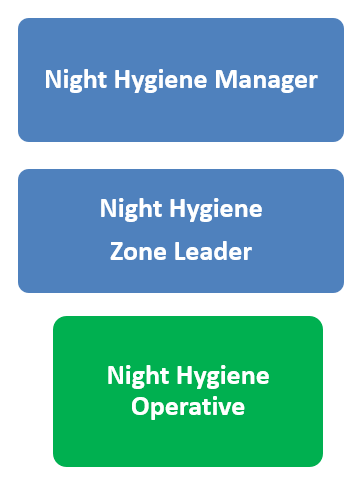 Night Hygiene Manager
Night Hygiene
Zone Leader
Night Hygiene
Operative